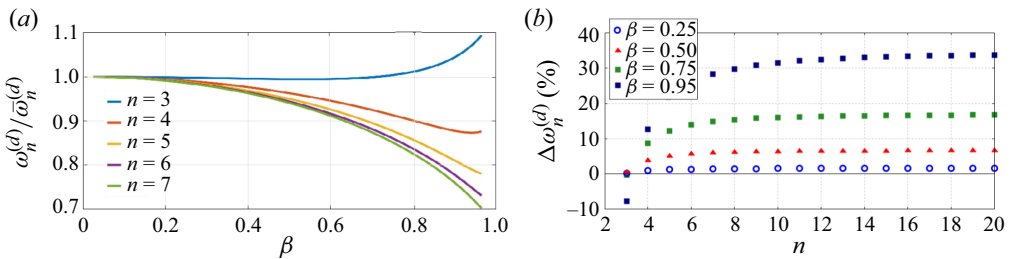 (a)
1.1
1.0
0.9
0.8
0.7
ω_n^(d)/ω̄_n^(d)
n = 3
n = 4
n = 5
n = 6
n = 7
0 0.2 0.4 0.6 0.8 1.0
β
(b)
40
30
20
10
0
−10
Δω_n^(d) (%)
β = 0.25
β = 0.50
β = 0.75
β = 0.95
2 4 6 8 10 12 14 16 18 20
n